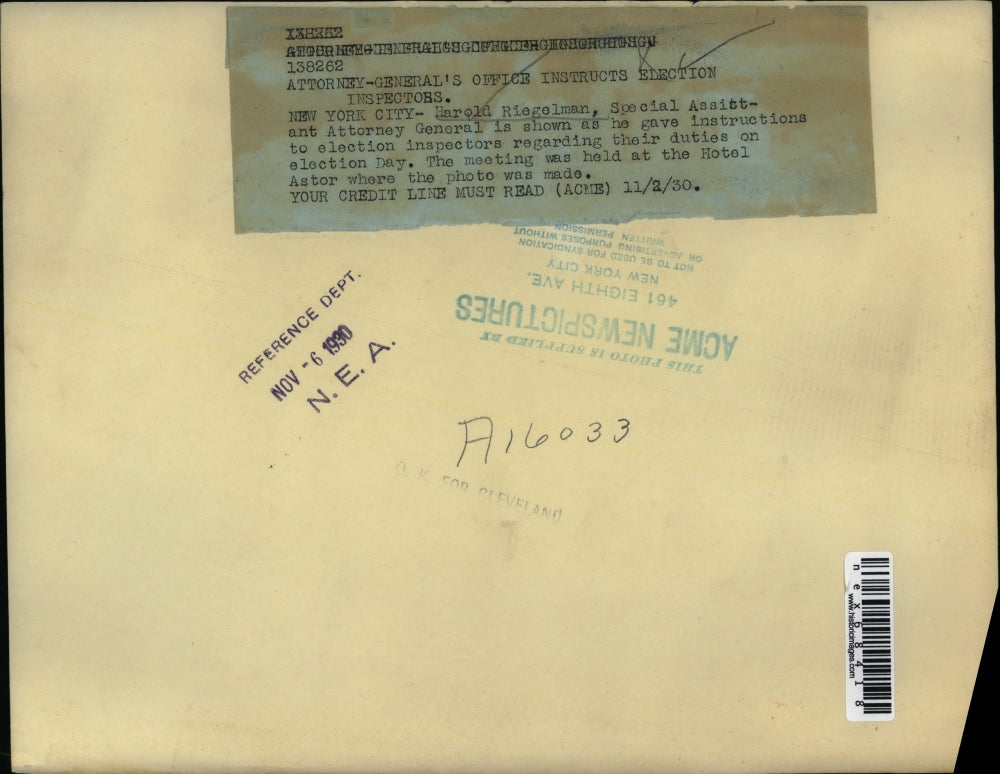 138262
ATTORNEY-GENERAL'S OFFICE INSTRUCTS ELECTION
INSPECTORS.
NEW YORK CITY- Harold Riegelman, Special Assist-
ant Attorney General is shown as he gave instructions
to election inspectors regarding their duties on
election Day. The meeting was held at the Hotel
Astor where the photo was made.
YOUR CREDIT LINE MUST READ (ACME) 11/2/30.
THIS PHOTO IS SUPPLIED BY
ACME NEWSPICTURES
461 EIGHTH AVE.
NEW YORK CITY
NOT TO BE USED FOR SYNDICATION
OR ADVERTISING PURPOSES WITHOUT
WRITTEN PERMISSION
REFERENCE DEPT.
NOV - 6 1930
N. E. A.
A16033
O. K. FOR CLEVELAND
nex68418
www.historicimages.com